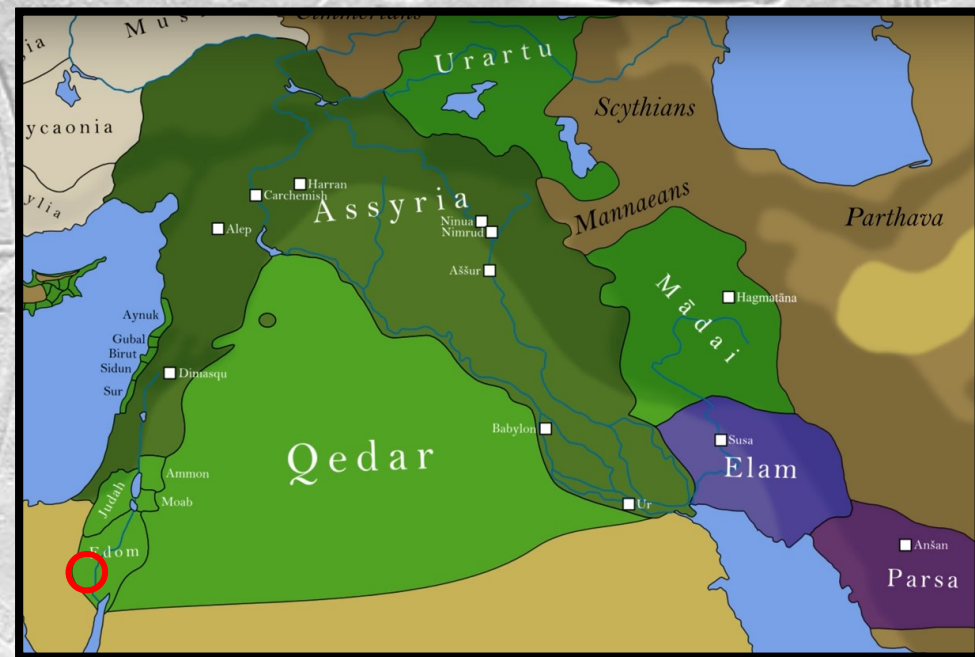 Cimmerians
Urartu
ycaonia
Scythians
Harran
Carchemish
Assyria
Mannaeans
Parthava
Ninua
Nimrud
Alep
Aššur
Mādai
Hagmatāna
Aynuk
Gubal
Birut
Sidun
Sur
Dimasqu
Babylon
Susa
Qedar
Elam
Ammon
Judah
Moab
Ur
Edom
Anšan
Parsa